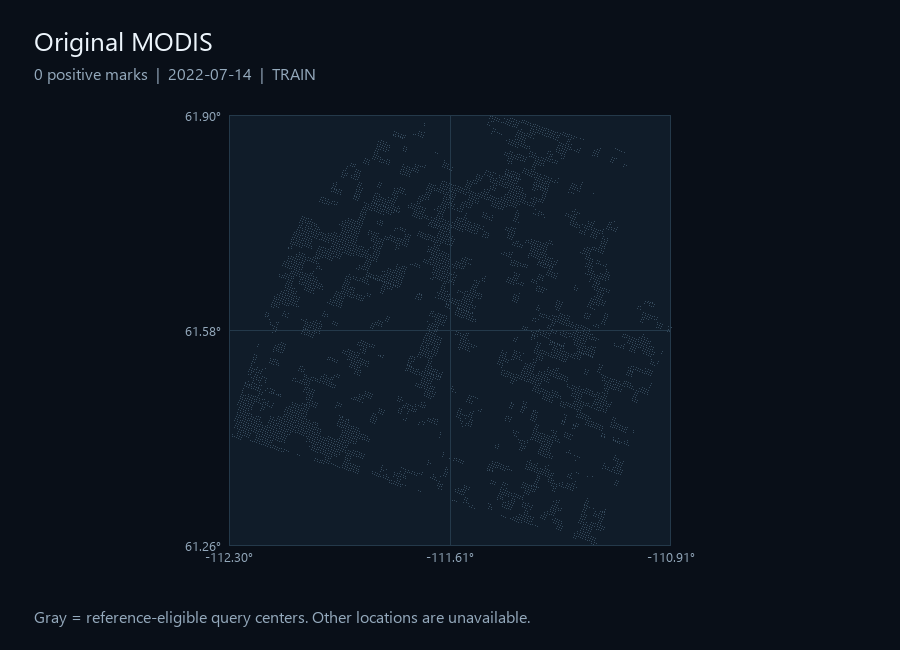 Original MODIS
0 positive marks | 2022-07-14 | TRAIN
61.90°
61.58°
61.26°
-112.30° -111.61° -110.91°
Gray = reference-eligible query centers. Other locations are unavailable.